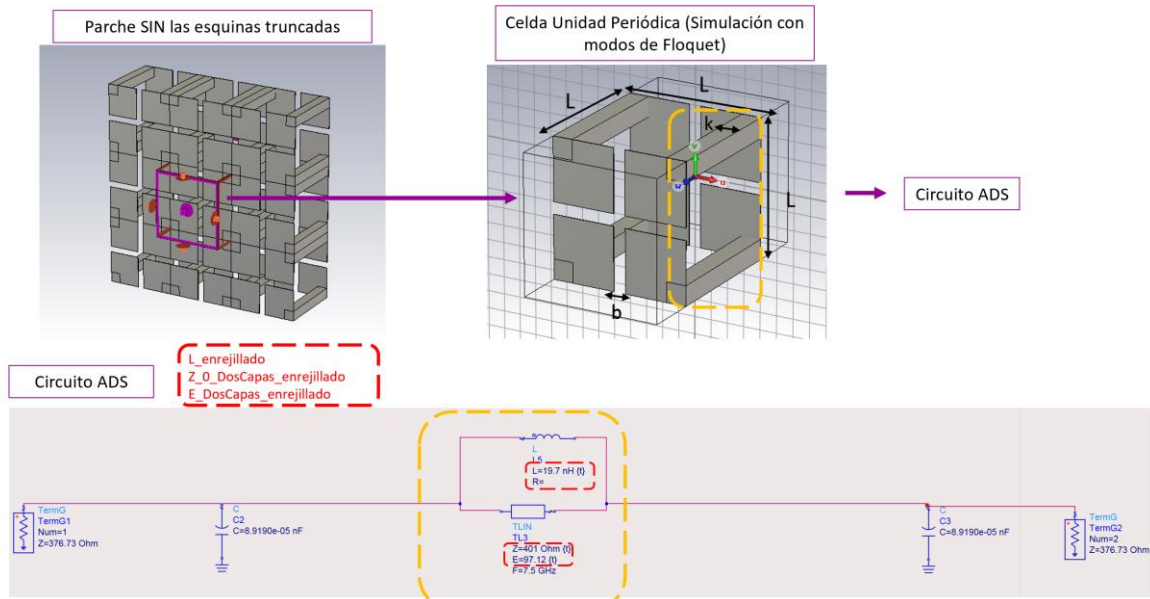 Parche SIN las esquinas truncadas
Celda Unidad Periódica (Simulación con
modos de Floquet)
L
L
k
L
b
v
u
w
Circuito ADS
Circuito ADS
L_enrejillado
Z_0_DosCapas_enrejillado
E_DosCapas_enrejillado
TermG
TermG1
Num=1
Z=376.73 Ohm
C
C2
C=8.9190e-05 nF
L
L5
L=19.7 nH {t}
R=
TLIN
TL3
Z=401 Ohm {t}
E=97.12 {t}
F=7.5 GHz
C
C3
C=8.9190e-05 nF
TermG
TermG2
Num=2
Z=376.73 Ohm